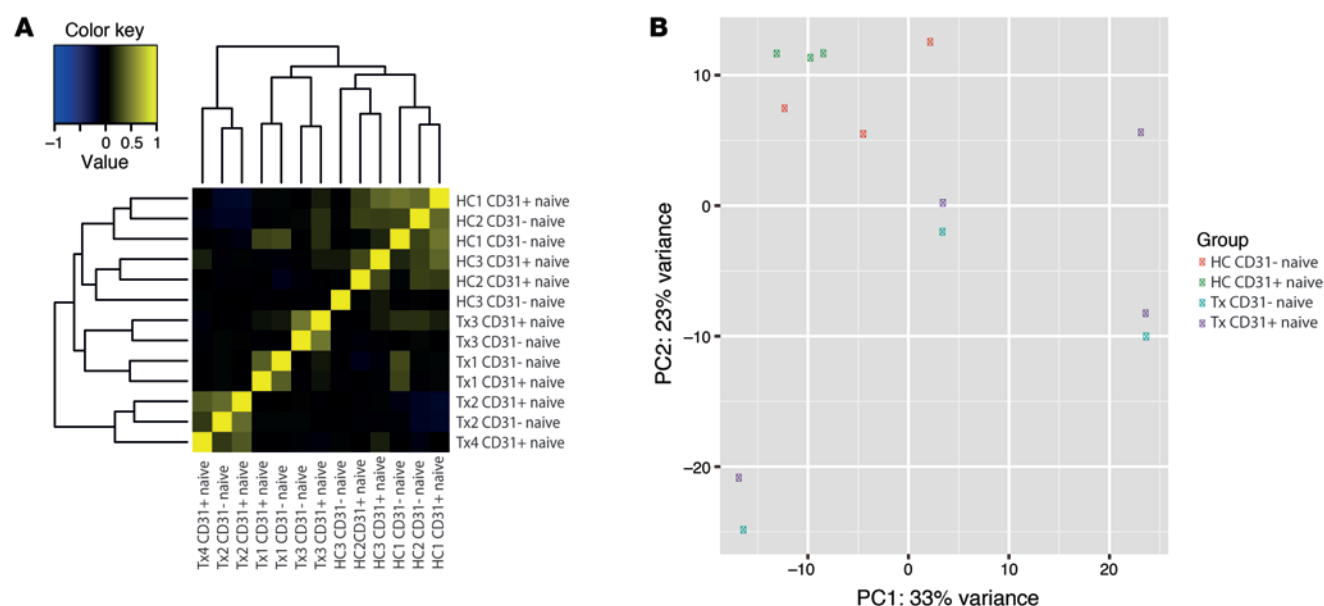 A
Color key
−1
0
0.5
1
Value
HC1 CD31+ naive
HC2 CD31- naive
HC1 CD31- naive
HC3 CD31+ naive
HC2 CD31+ naive
HC3 CD31- naive
Tx3 CD31+ naive
Tx3 CD31- naive
Tx1 CD31- naive
Tx1 CD31+ naive
Tx2 CD31+ naive
Tx2 CD31- naive
Tx4 CD31+ naive
Tx4 CD31+ naive
Tx2 CD31- naive
Tx2 CD31+ naive
Tx1 CD31+ naive
Tx1 CD31- naive
Tx3 CD31- naive
Tx3 CD31+ naive
HC3 CD31- naive
HC2CD31+ naive
HC3 CD31+ naive
HC1 CD31- naive
HC2 CD31- naive
HC1 CD31+ naive
B
PC2: 23% variance
10
0
−10
−20
−10
0
10
20
PC1: 33% variance
Group
HC CD31- naive
HC CD31+ naive
Tx CD31- naive
Tx CD31+ naive